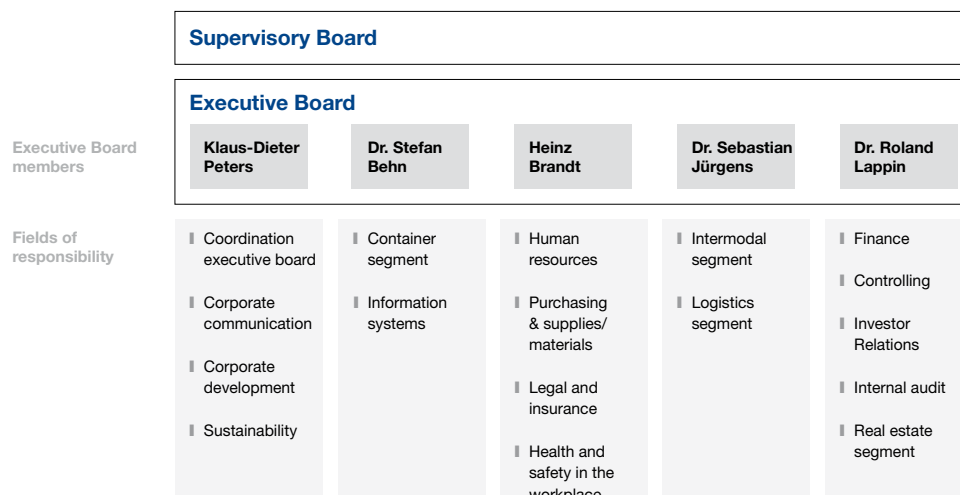 Supervisory Board
Executive Board
Executive Board
members
Klaus-Dieter
Peters
Dr. Stefan
Behn
Heinz
Brandt
Dr. Sebastian
Jürgens
Dr. Roland
Lappin
Fields of
responsibility
Coordination
executive board
Corporate
communication
Corporate
development
Sustainability
Container
segment
Information
systems
Human
resources
Purchasing
& supplies/
materials
Legal and
insurance
Health and
safety in the
workplace
Intermodal
segment
Logistics
segment
Finance
Controlling
Investor
Relations
Internal audit
Real estate
segment